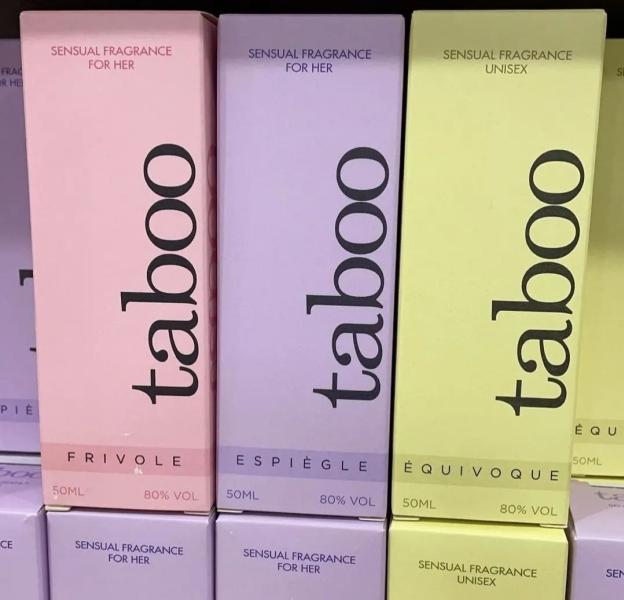 SENSUAL FRAGRANCE
FOR HER
taboo
FRIVOLE
50ML 80% VOL
SENSUAL FRAGRANCE
FOR HER
taboo
ESPIÈGLE
50ML 80% VOL
SENSUAL FRAGRANCE
UNISEX
taboo
ÉQUIVOQUE
50ML 80% VOL
50ML
SENSUAL FRAGRANCE
FOR HER
SENSUAL FRAGRANCE
FOR HER
SENSUAL FRAGRANCE
UNISEX